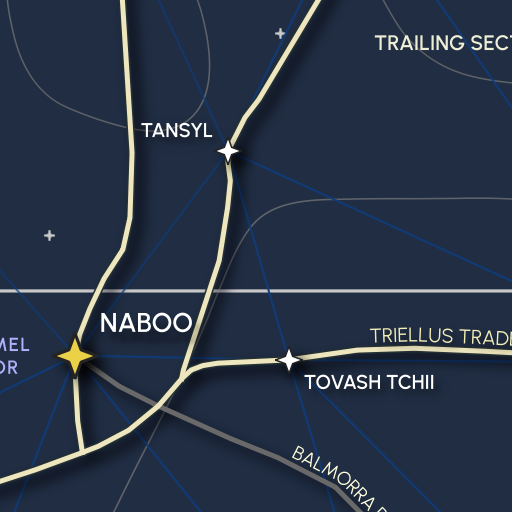 TRAILING SECT
TANSYL
NABOO
MEL
OR
TRIELLUS TRADE
TOVASH TCHII
BALMORRA R